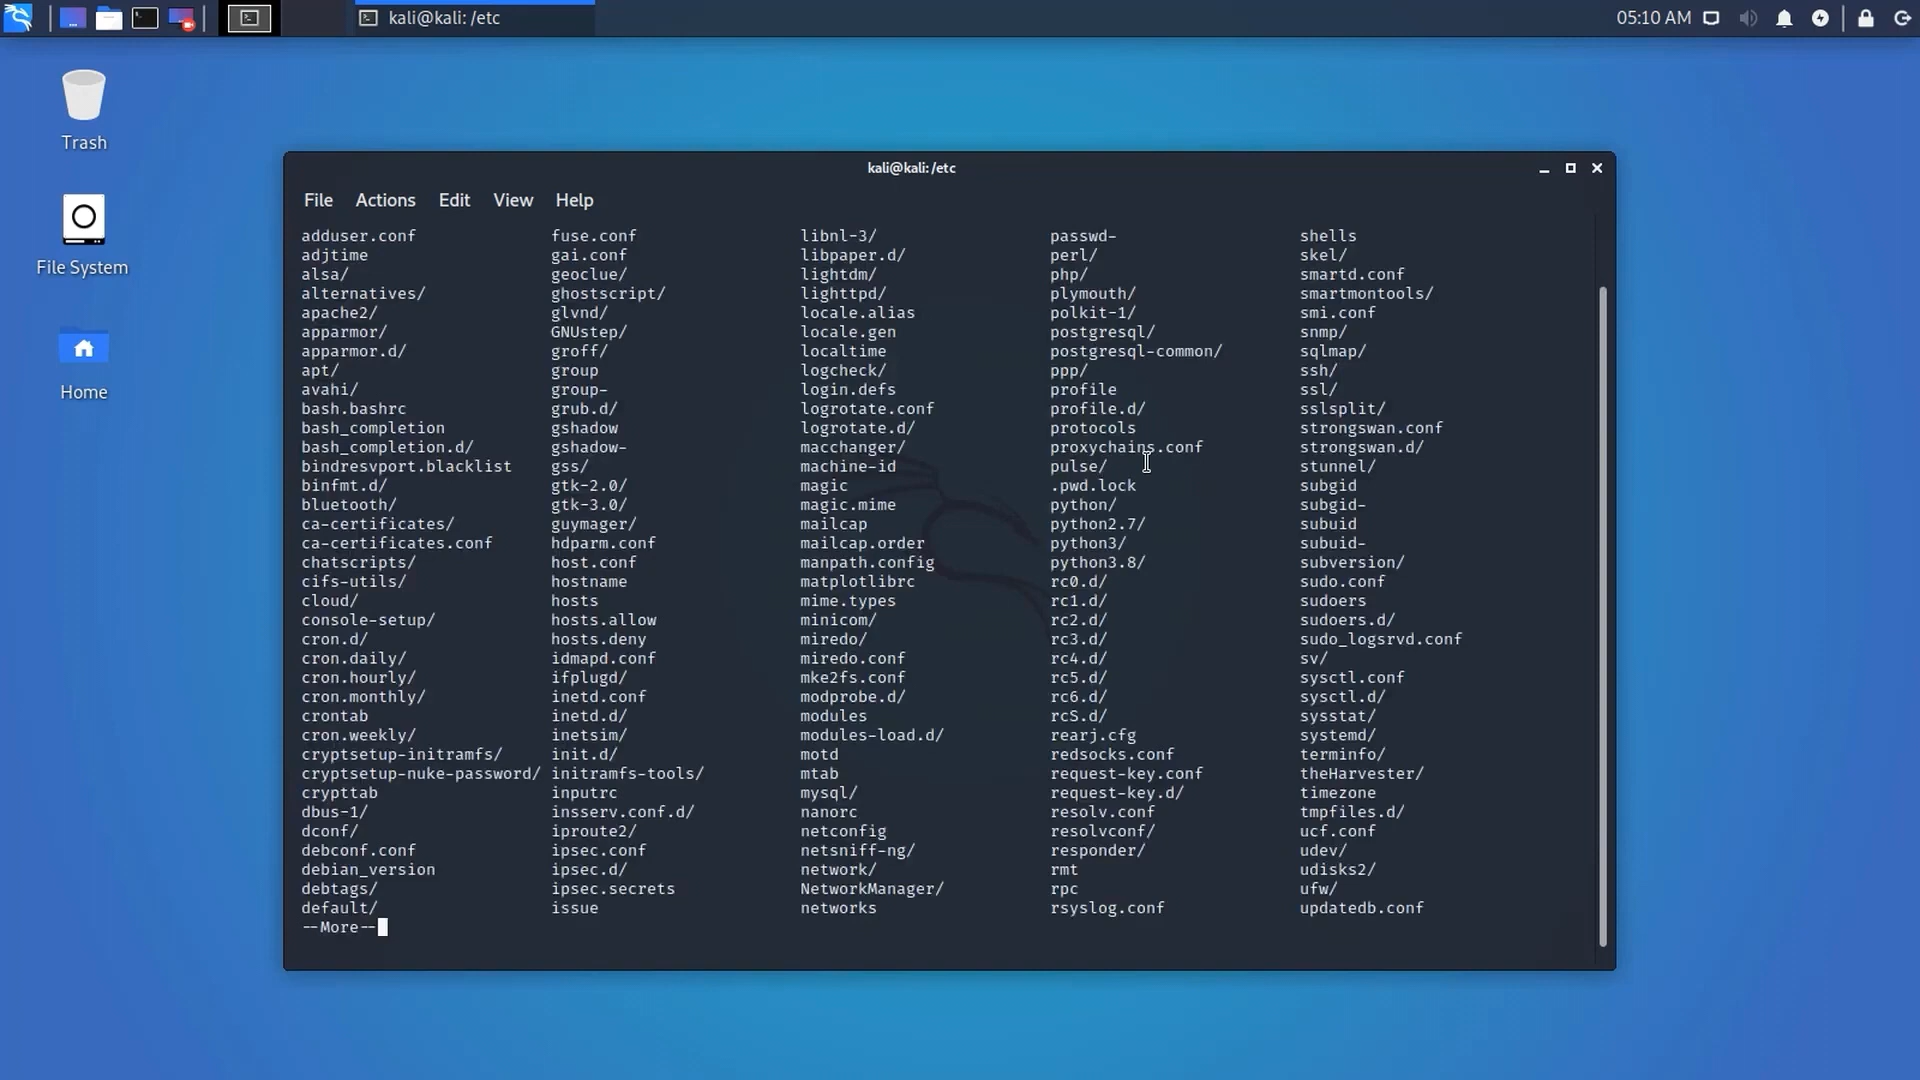 kali@kali: /etc
05:10 AM
Trash
File System
Home
kali@kali: /etc
File Actions Edit View Help
adduser.conf fuse.conf libnl-3/ passwd- shells
adjtime gai.conf libpaper.d/ perl/ skel/
alsa/ geoclue/ lightdm/ php/ smartd.conf
alternatives/ ghostscript/ lighttpd/ plymouth/ smartmontools/
apache2/ glvnd/ locale.alias polkit-1/ smi.conf
apparmor/ GNUstep/ locale.gen postgresql/ snmp/
apparmor.d/ groff/ localtime postgresql-common/ sqlmap/
apt/ group logcheck/ ppp/ ssh/
avahi/ group- login.defs profile ssl/
bash.bashrc grub.d/ logrotate.conf profile.d/ sslsplit/
bash_completion gshadow logrotate.d/ protocols strongswan.conf
bash_completion.d/ gshadow- macchanger/ proxychains.conf strongswan.d/
bindresvport.blacklist gss/ machine-id pulse/ stunnel/
binfmt.d/ gtk-2.0/ magic .pwd.lock subgid
bluetooth/ gtk-3.0/ magic.mime python/ subgid-
ca-certificates/ guymager/ mailcap python2.7/ subuid
ca-certificates.conf hdparm.conf mailcap.order python3/ subuid-
chatscripts/ host.conf manpath.config python3.8/ subversion/
cifs-utils/ hostname matplotlibrc rc0.d/ sudo.conf
cloud/ hosts mime.types rc1.d/ sudoers
console-setup/ hosts.allow minicom/ rc2.d/ sudoers.d/
cron.d/ hosts.deny miredo/ rc3.d/ sudo_logsrvd.conf
cron.daily/ idmapd.conf miredo.conf rc4.d/ sv/
cron.hourly/ ifplugd/ mke2fs.conf rc5.d/ sysctl.conf
cron.monthly/ inetd.conf modprobe.d/ rc6.d/ sysctl.d/
crontab inetd.d/ modules rcS.d/ sysstat/
cron.weekly/ inetsim/ modules-load.d/ rearj.cfg systemd/
cryptsetup-initramfs/ init.d/ motd redsocks.conf terminfo/
cryptsetup-nuke-password/ initramfs-tools/ mtab request-key.conf theHarvester/
crypttab inputrc mysql/ request-key.d/ timezone
dbus-1/ insserv.conf.d/ nanorc resolv.conf tmpfiles.d/
dconf/ iproute2/ netconfig resolvconf/ ucf.conf
debconf.conf ipsec.conf netsniff-ng/ responder/ udev/
debian_version ipsec.d/ network/ rmt udisks2/
debtags/ ipsec.secrets NetworkManager/ rpc ufw/
default/ issue networks rsyslog.conf updatedb.conf
--More--